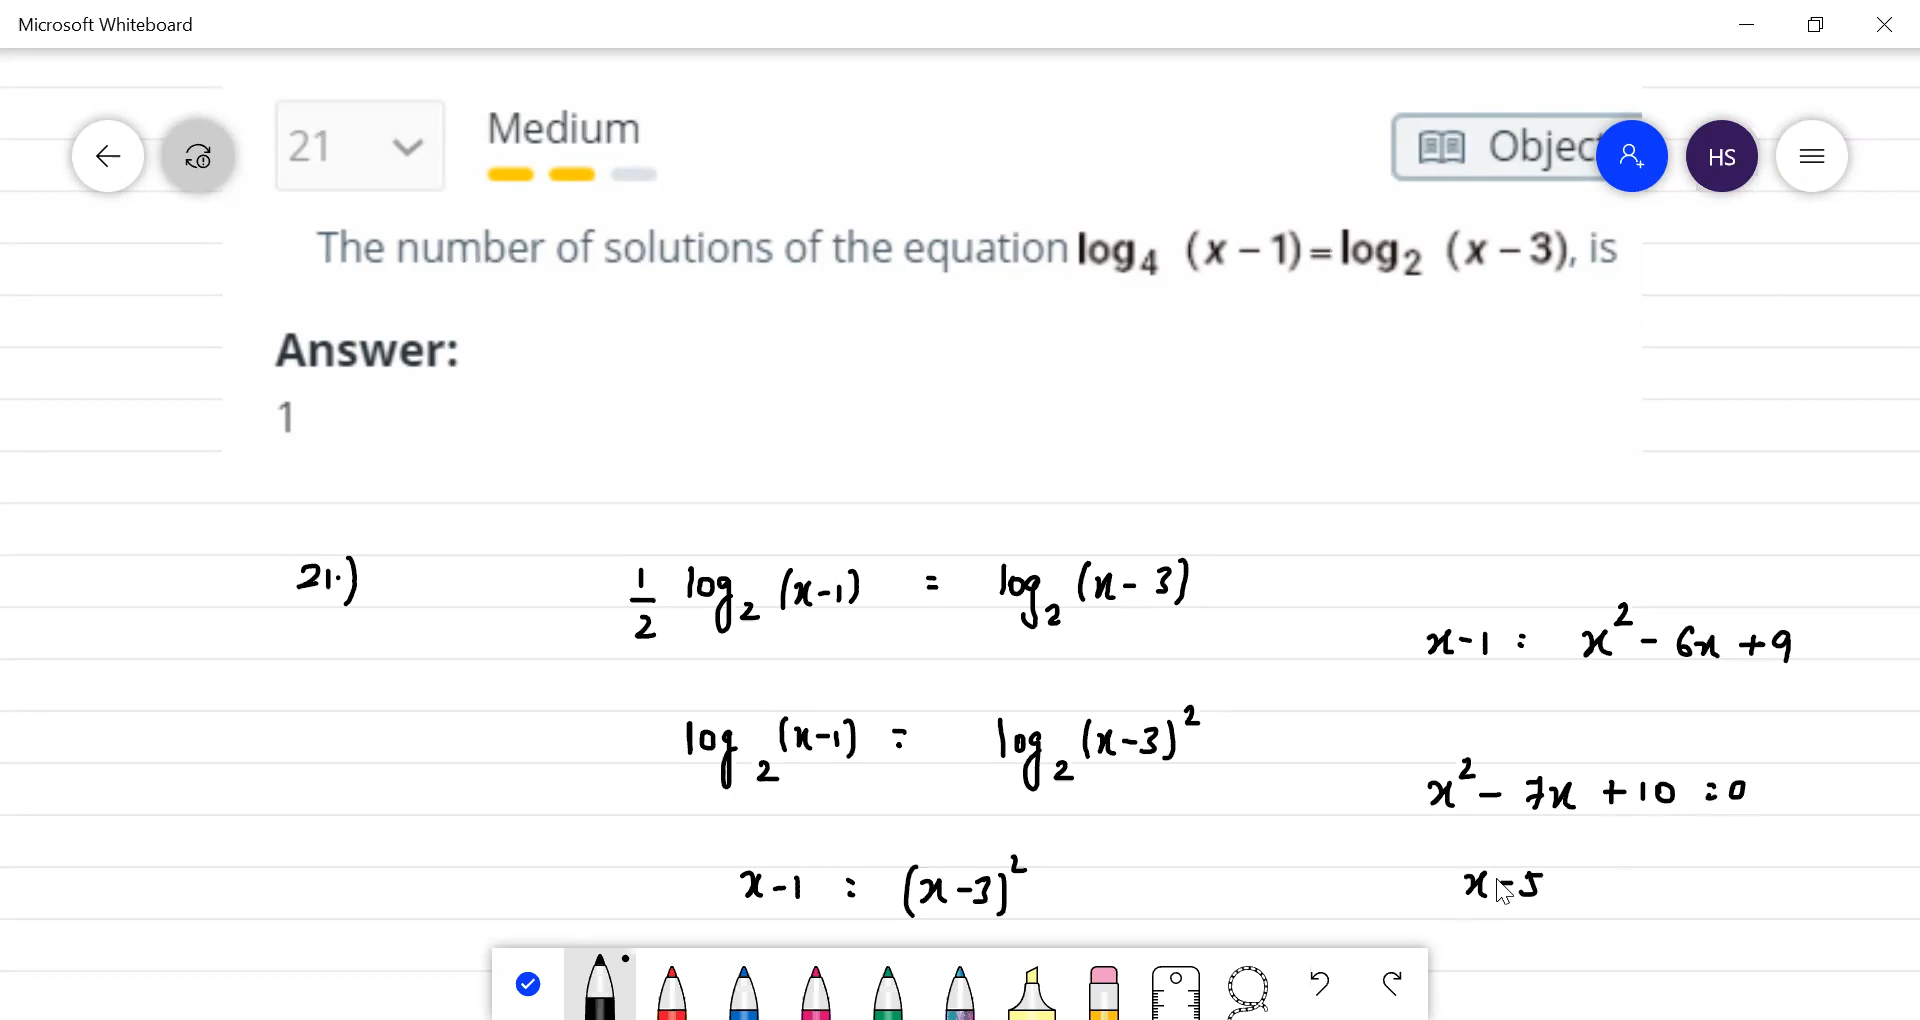 Microsoft Whiteboard
21
Medium
Objec
HS
The number of solutions of the equation log₄ (x – 1) = log₂ (x – 3), is
Answer:
1
21.)
1/2 log₂ (x-1) = log₂ (x-3)
log₂ (x-1) = log₂ (x-3)²
x-1 = (x-3)²
x-1 = x² - 6x + 9
x² - 7x + 10 = 0
x-5